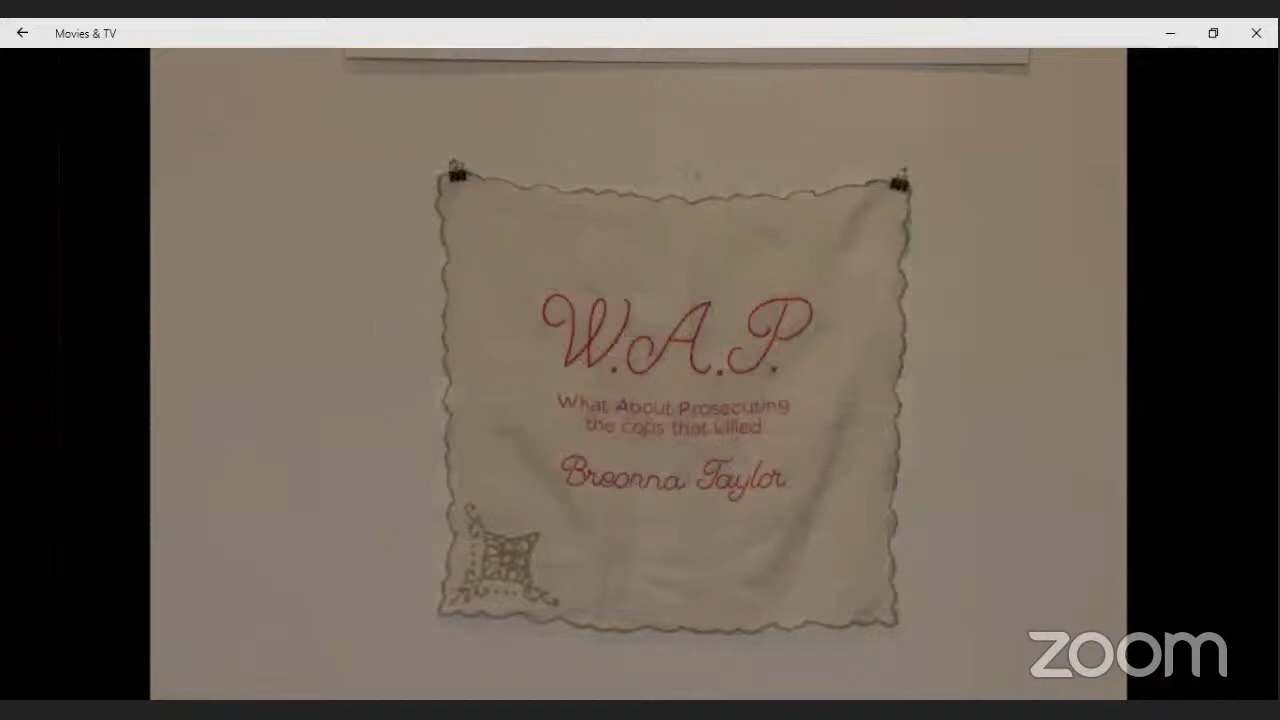 Movies & TV
W.A.P.
What About Prosecuting
the cops that killed
Breonna Taylor
zoom